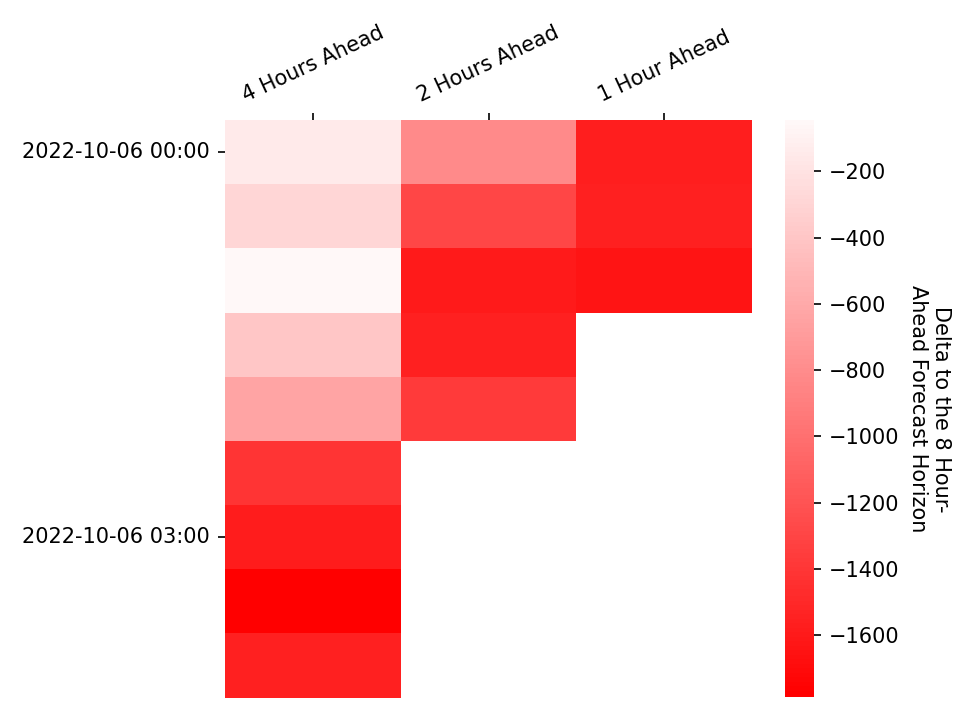 4 Hours Ahead
2 Hours Ahead
1 Hour Ahead
2022-10-06 00:00
2022-10-06 03:00
−200
−400
−600
−800
−1000
−1200
−1400
−1600
Delta to the 8 Hour-
Ahead Forecast Horizon